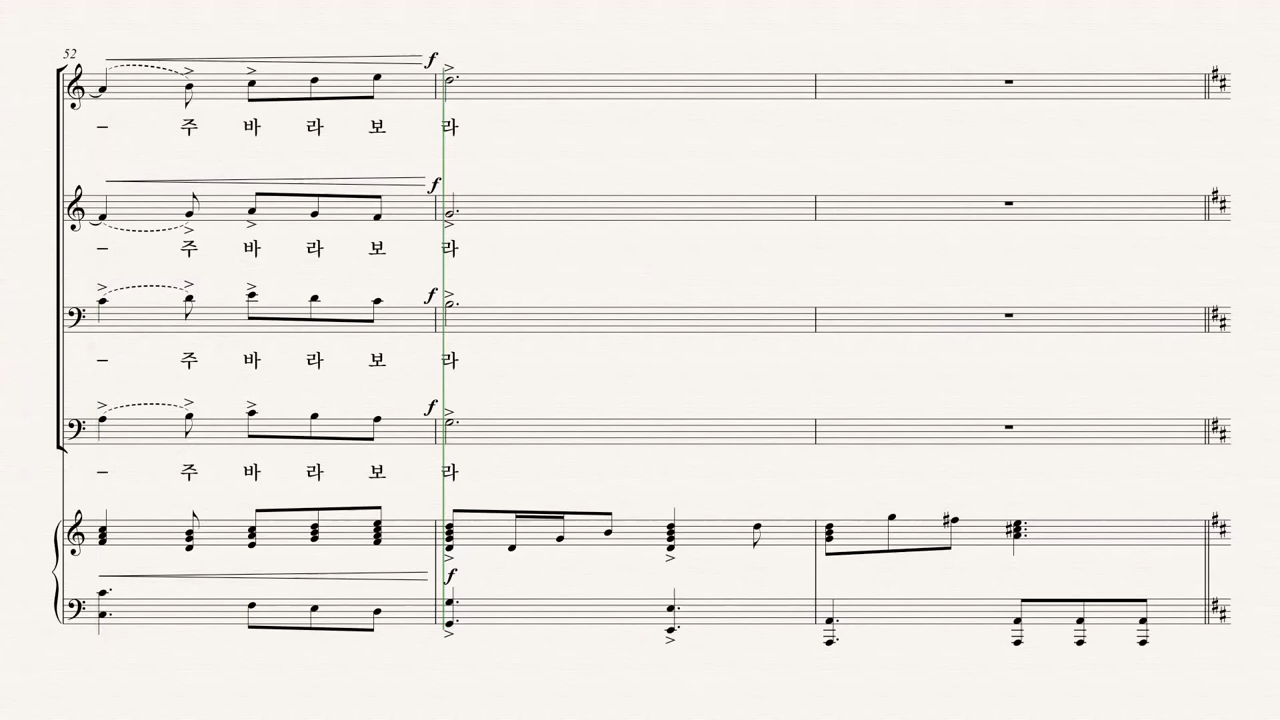 52
f
– 주 바 라 보 라
f
– 주 바 라 보 라
f
– 주 바 라 보 라
f
– 주 바 라 보 라
f